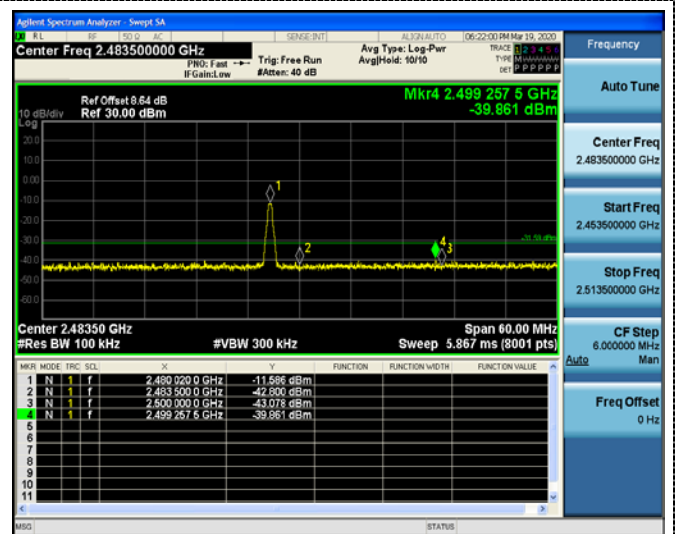 Agilent Spectrum Analyzer - Swept SA
RL RF 50 Ω AC SENSE:INT ALIGN AUTO 06:22:00 PM Mar 19, 2020
Center Freq 2.483500000 GHz
PNO: Fast
IFGain:Low
Trig: Free Run
#Atten: 40 dB
Avg Type: Log-Pwr
Avg|Hold: 10/10
TRACE 1 2 3 4 5 6
TYPE M
DET P P P P P P
Mkr4 2.499 257 5 GHz
-39.861 dBm
Ref Offset 8.64 dB
10 dB/div Ref 30.00 dBm
Log
20.0
10.0
0.00
-10.0
-20.0
-30.0
-40.0
-50.0
-60.0
1
2
4
3
-31.59 dBm
Center 2.48350 GHz Span 60.00 MHz
#Res BW 100 kHz #VBW 300 kHz Sweep 5.867 ms (8001 pts)
MKR MODE TRC SCL X Y FUNCTION FUNCTION WIDTH FUNCTION VALUE
1 N 1 f 2.480 020 0 GHz -11.586 dBm
2 N 1 f 2.483 500 0 GHz -42.800 dBm
3 N 1 f 2.500 000 0 GHz -43.078 dBm
4 N 1 f 2.499 257 5 GHz -39.861 dBm
5
6
7
8
9
10
11
MSG STATUS
Frequency
Auto Tune
Center Freq
2.483500000 GHz
Start Freq
2.453500000 GHz
Stop Freq
2.513500000 GHz
CF Step
6.000000 MHz
Auto Man
Freq Offset
0 Hz